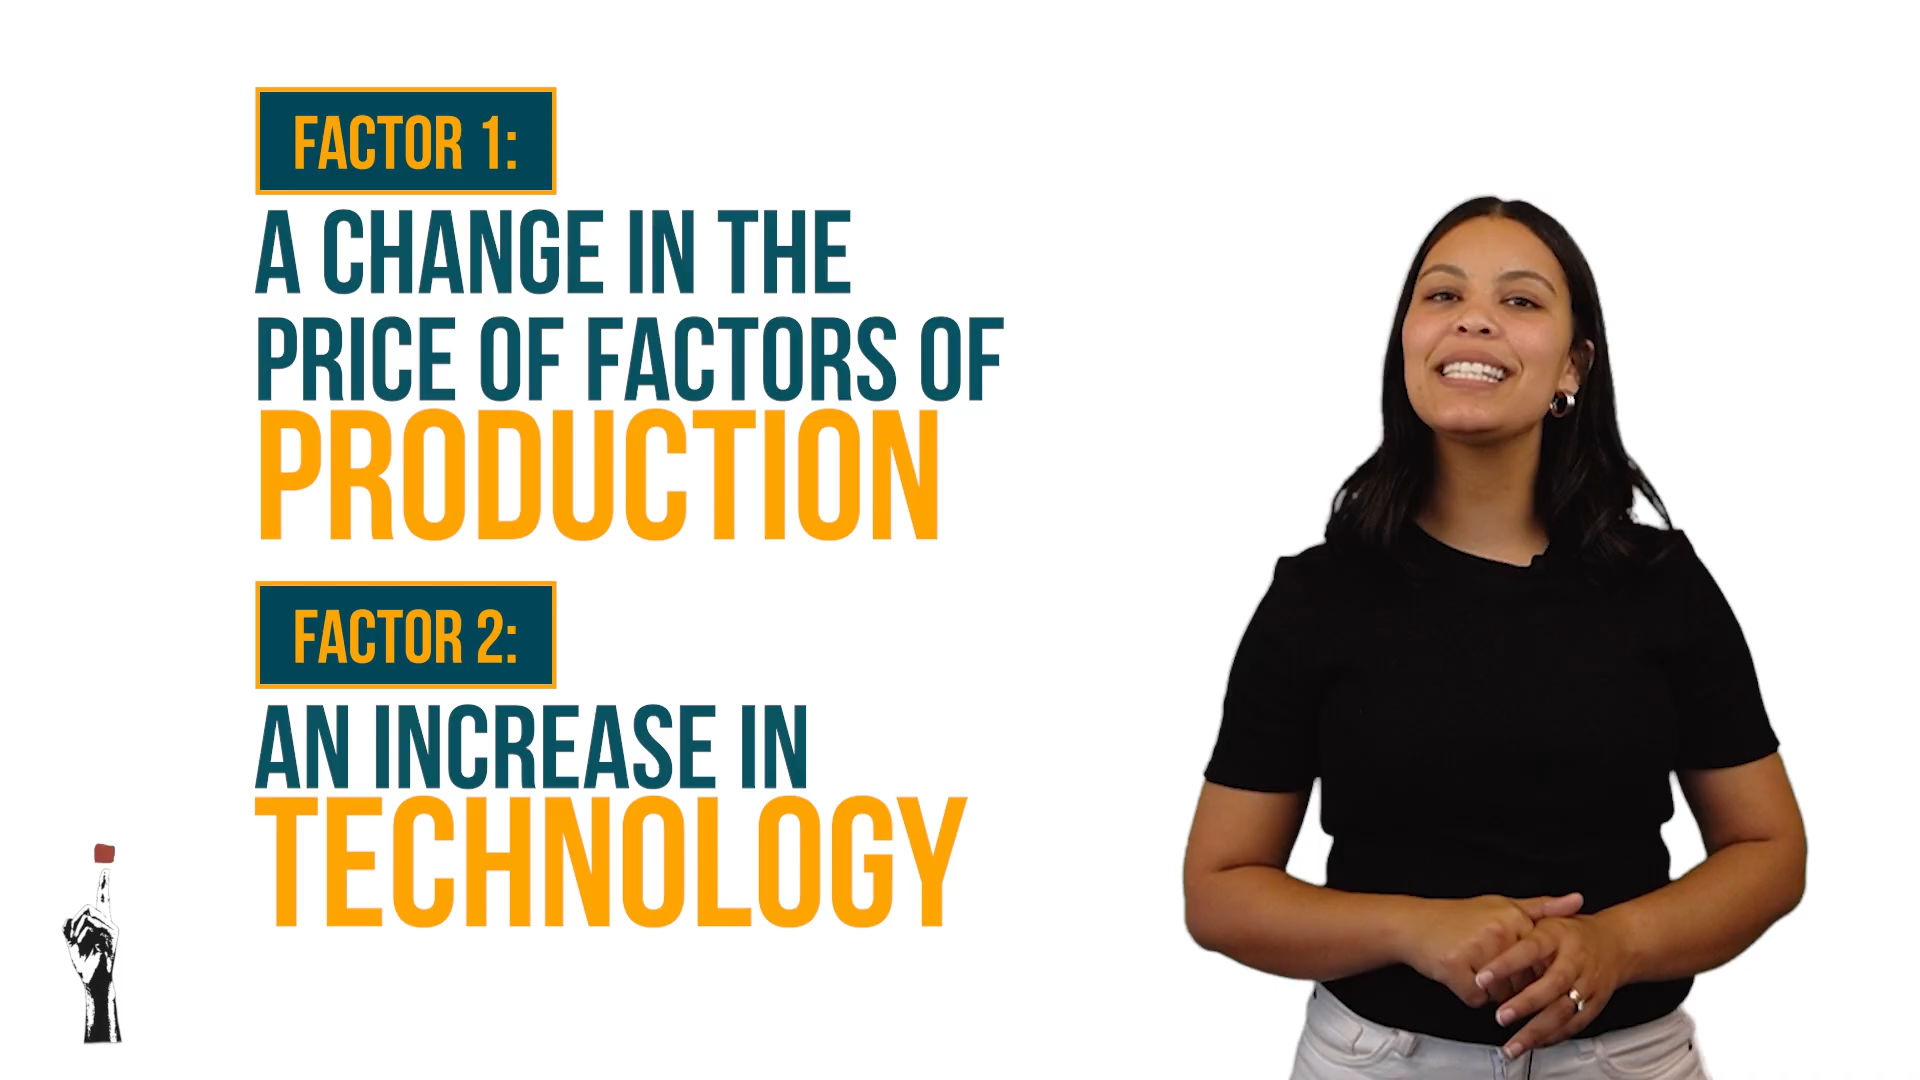 FACTOR 1:
A CHANGE IN THE
PRICE OF FACTORS OF
PRODUCTION
FACTOR 2:
AN INCREASE IN
TECHNOLOGY